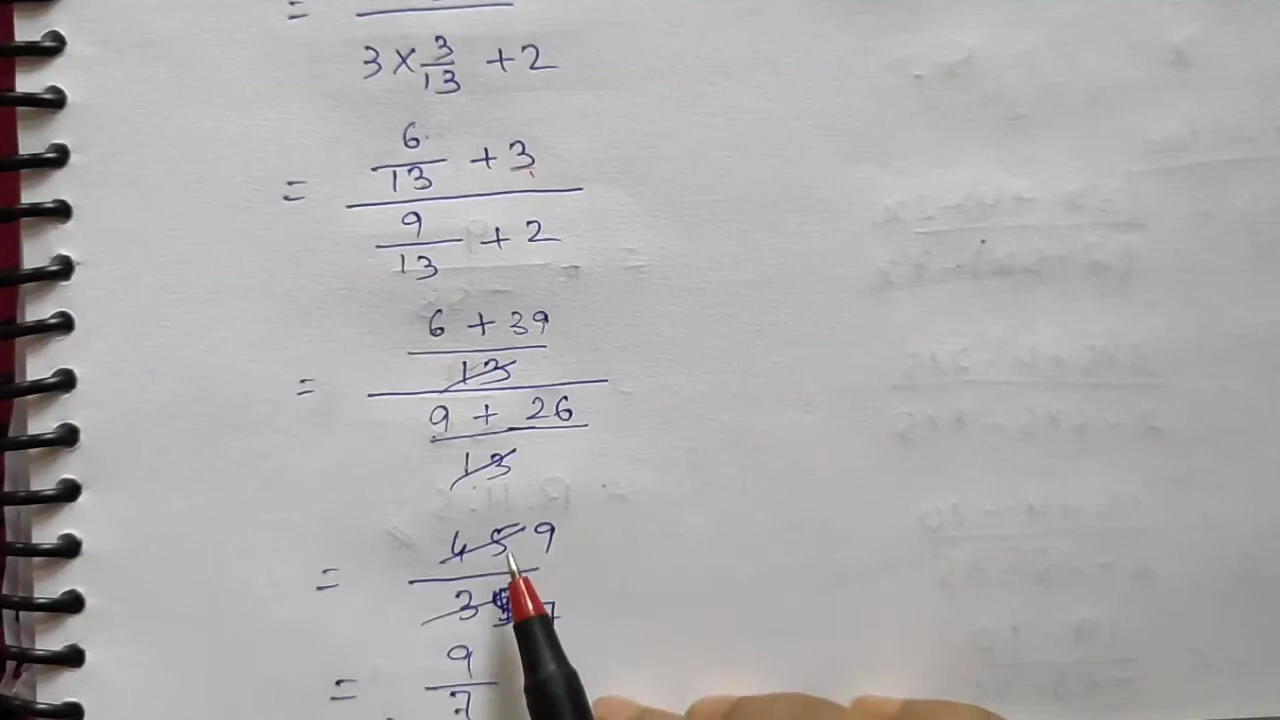 =
3 × 3/13 + 2
= (6/13 + 3)/(9/13 + 2)
= ((6 + 39)/13)/((9 + 26)/13)
= 45 9/35 7
= 9/7